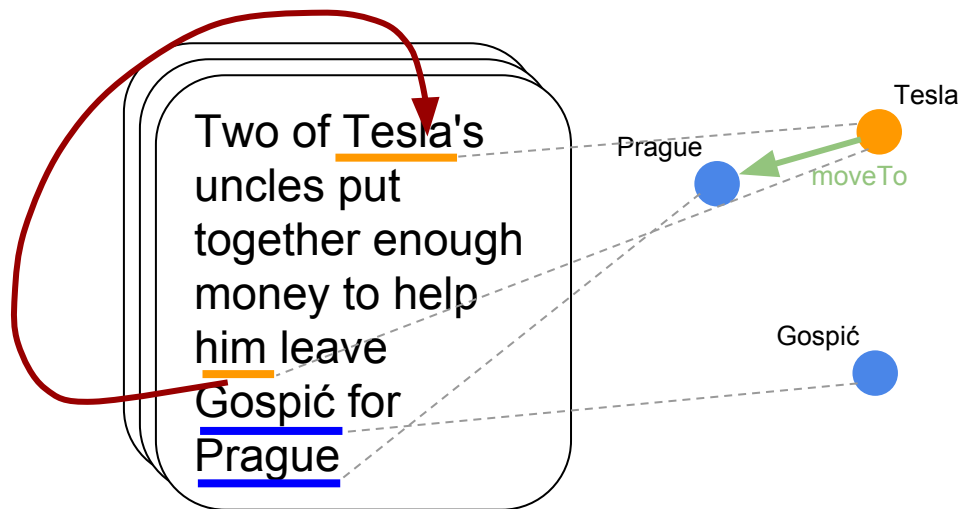 Two of Tesla's
uncles put
together enough
money to help
him leave
Gospić for
Prague
Tesla
Prague
moveTo
Gospić